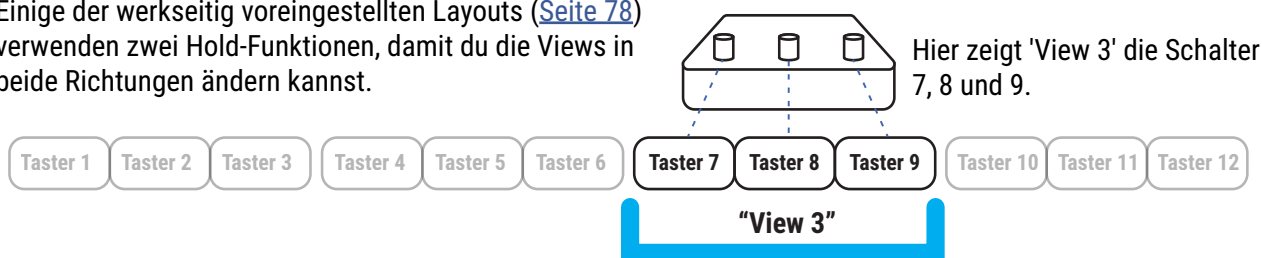 Einige der werkseitig voreingestellten Layouts (Seite 78)
verwenden zwei Hold-Funktionen, damit du die Views in
beide Richtungen ändern kannst.
Hier zeigt 'View 3' die Schalter
7, 8 und 9.
Taster 1 Taster 2 Taster 3 Taster 4 Taster 5 Taster 6 Taster 7 Taster 8 Taster 9 Taster 10 Taster 11 Taster 12
“View 3”